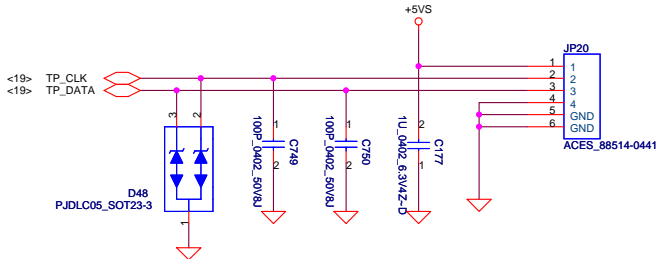 +5VS
JP20
<19> TP_CLK
<19> TP_DATA
1 1
2 2
3 3
4 4
5 GND
6 GND
ACES_88514-0441
3 2
1
D48
PJDLC05_SOT23-3
1
2
C749
100P_0402_50V8J
1
2
C750
100P_0402_50V8J
2
1
C177
1U_0402_6.3V4Z~D